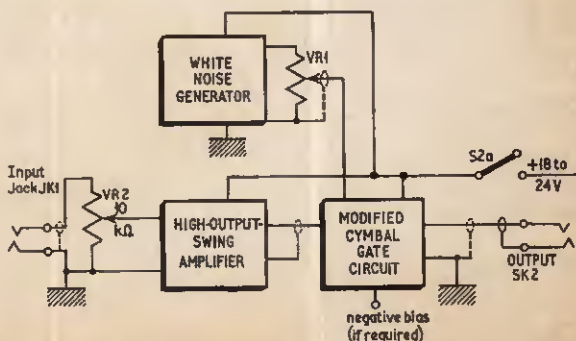 WHITE
NOISE
GENERATOR
VR1
Input
Jack JK1
VR2
10
kΩ
HIGH-OUTPUT-
SWING
AMPLIFIER
MODIFIED
CYMBAL
GATE
CIRCUIT
S2a
+18 to
24V
OUTPUT
SK2
negative bias
(if required)